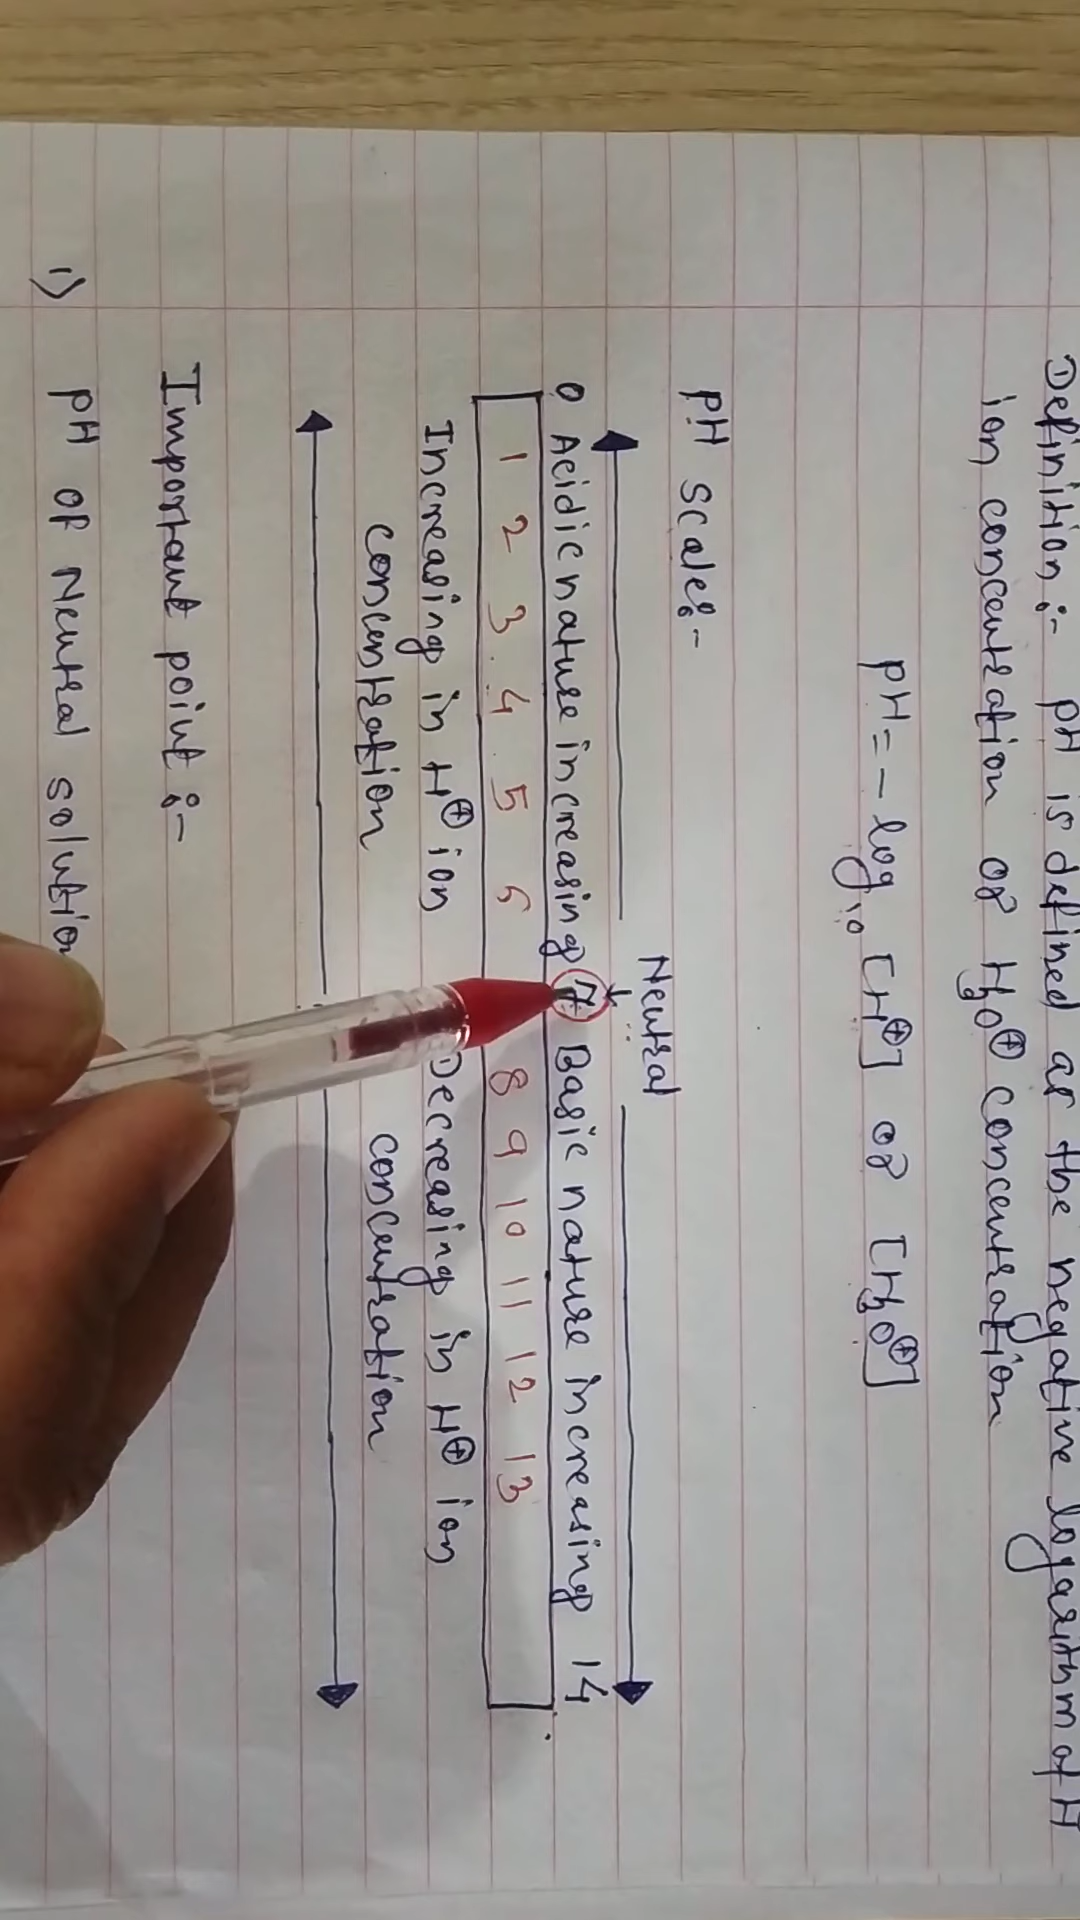 Definition :- pH is defined as the negative logarithm of H
ion concentration or H₃O⊕ concentration
pH = - log₁₀ [H⊕] or [H₃O⊕]
pH scale :-
Neutral
0 Acidic nature increasing 7 Basic nature increasing 14
1 2 3 4 5 6 8 9 10 11 12 13
Increasing in H⊕ ion Decreasing in H⊕ ion
concentration concentration
Important point :-
1) pH of Neutral solution